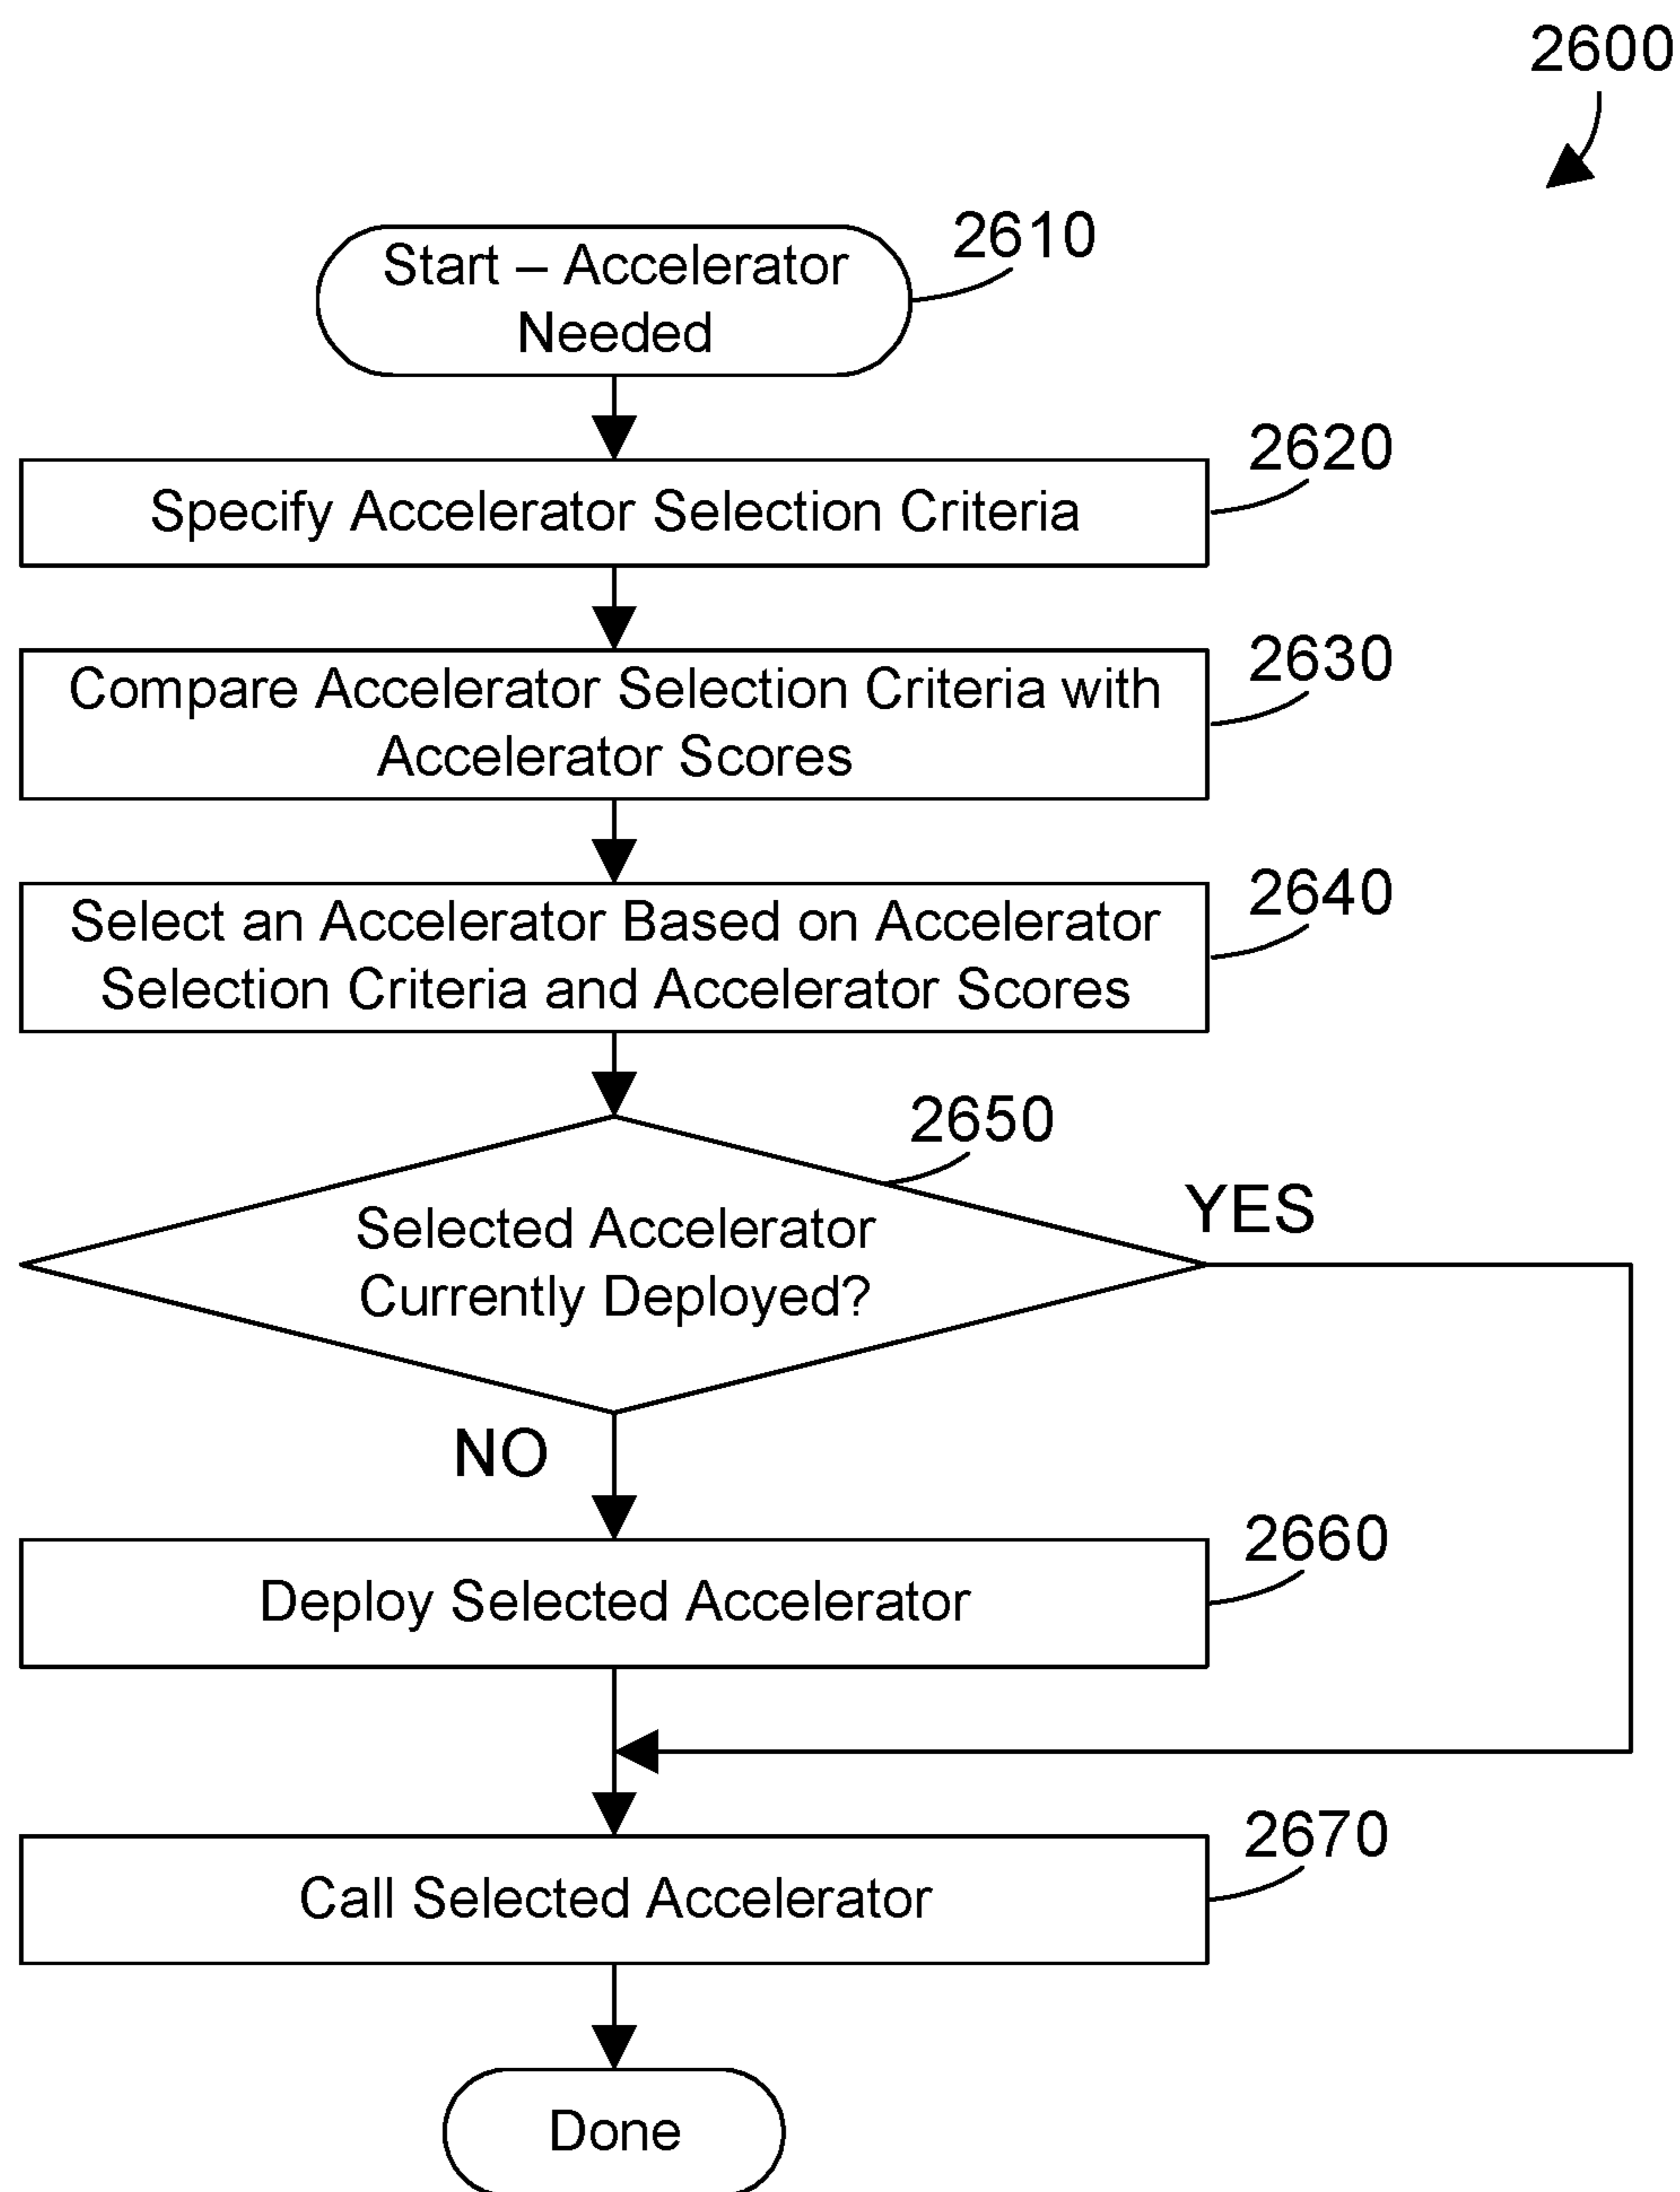 2600
Start – Accelerator
Needed
2610
Specify Accelerator Selection Criteria
2620
Compare Accelerator Selection Criteria with
Accelerator Scores
2630
Select an Accelerator Based on Accelerator
Selection Criteria and Accelerator Scores
2640
Selected Accelerator
Currently Deployed?
2650
YES
NO
Deploy Selected Accelerator
2660
Call Selected Accelerator
2670
Done